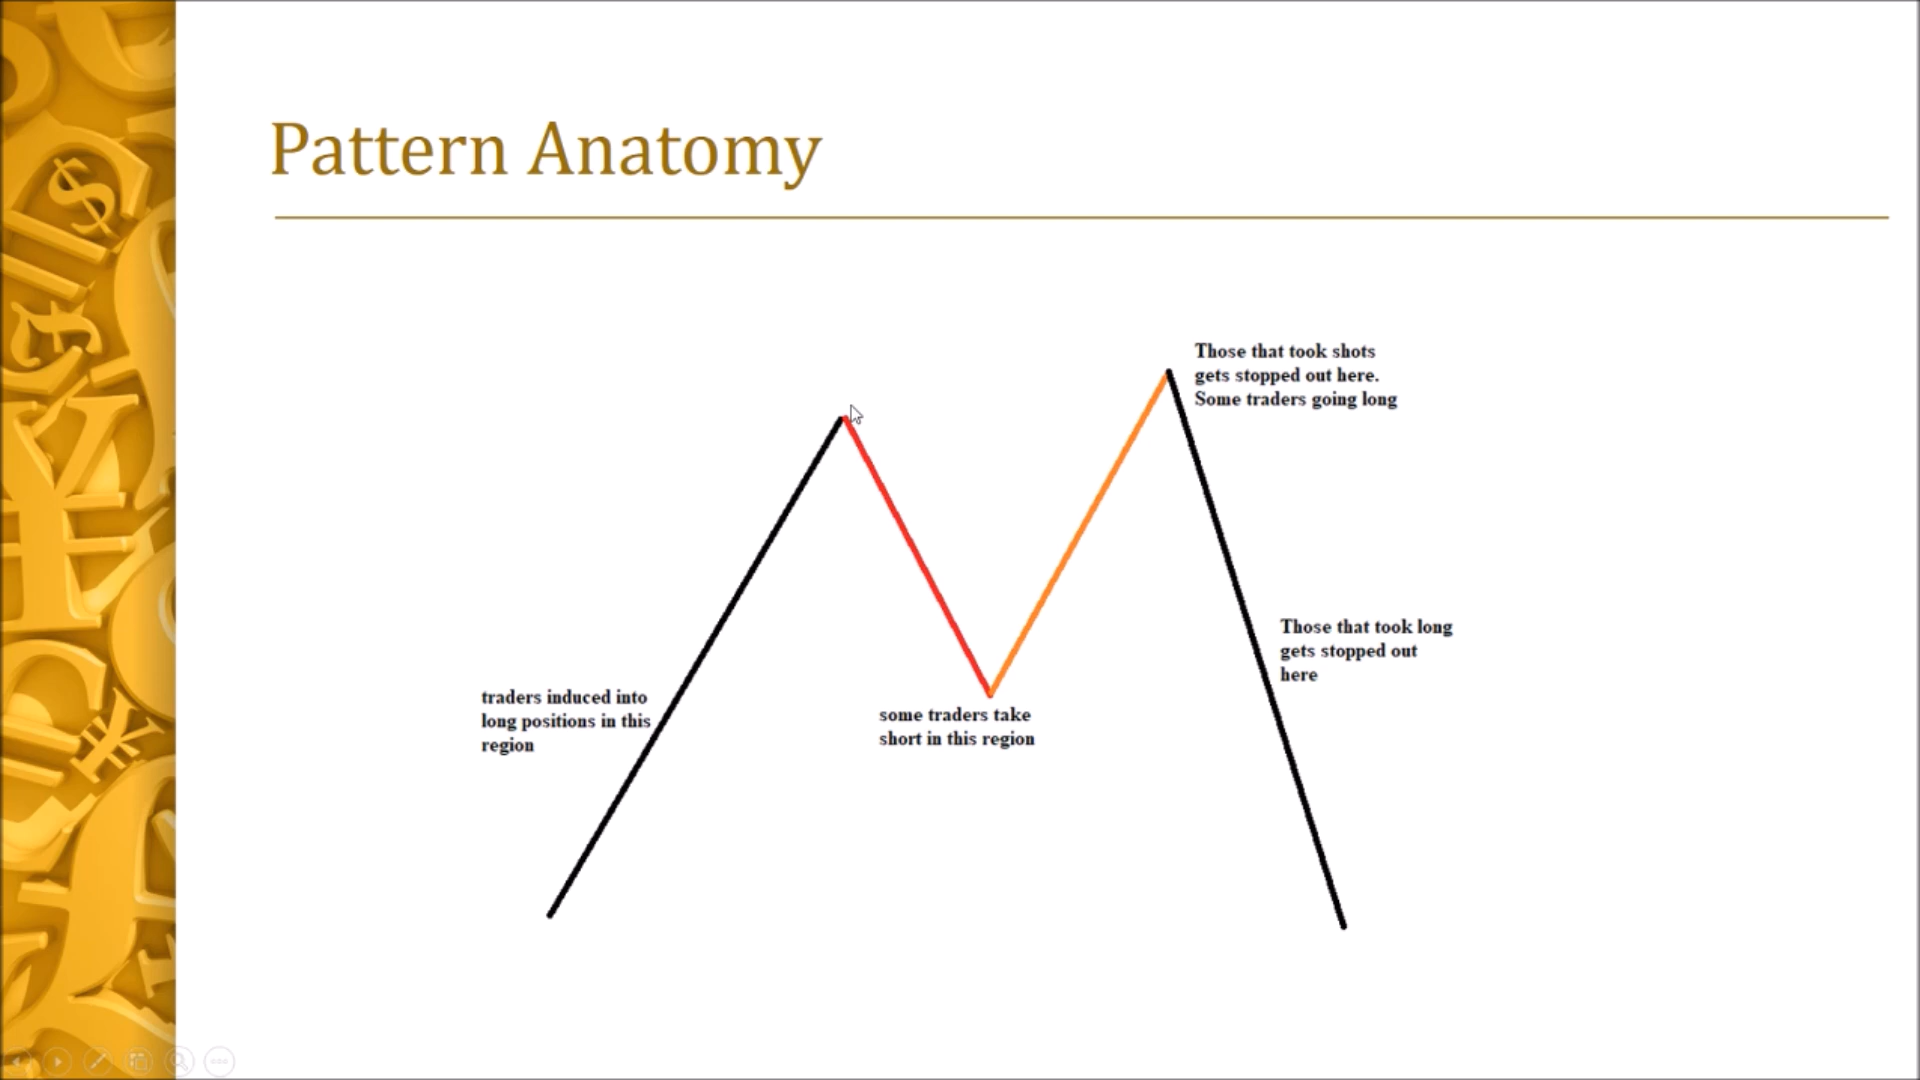 Pattern Anatomy
Those that took shots
gets stopped out here.
Some traders going long
Those that took long
gets stopped out
here
traders induced into
long positions in this
region
some traders take
short in this region